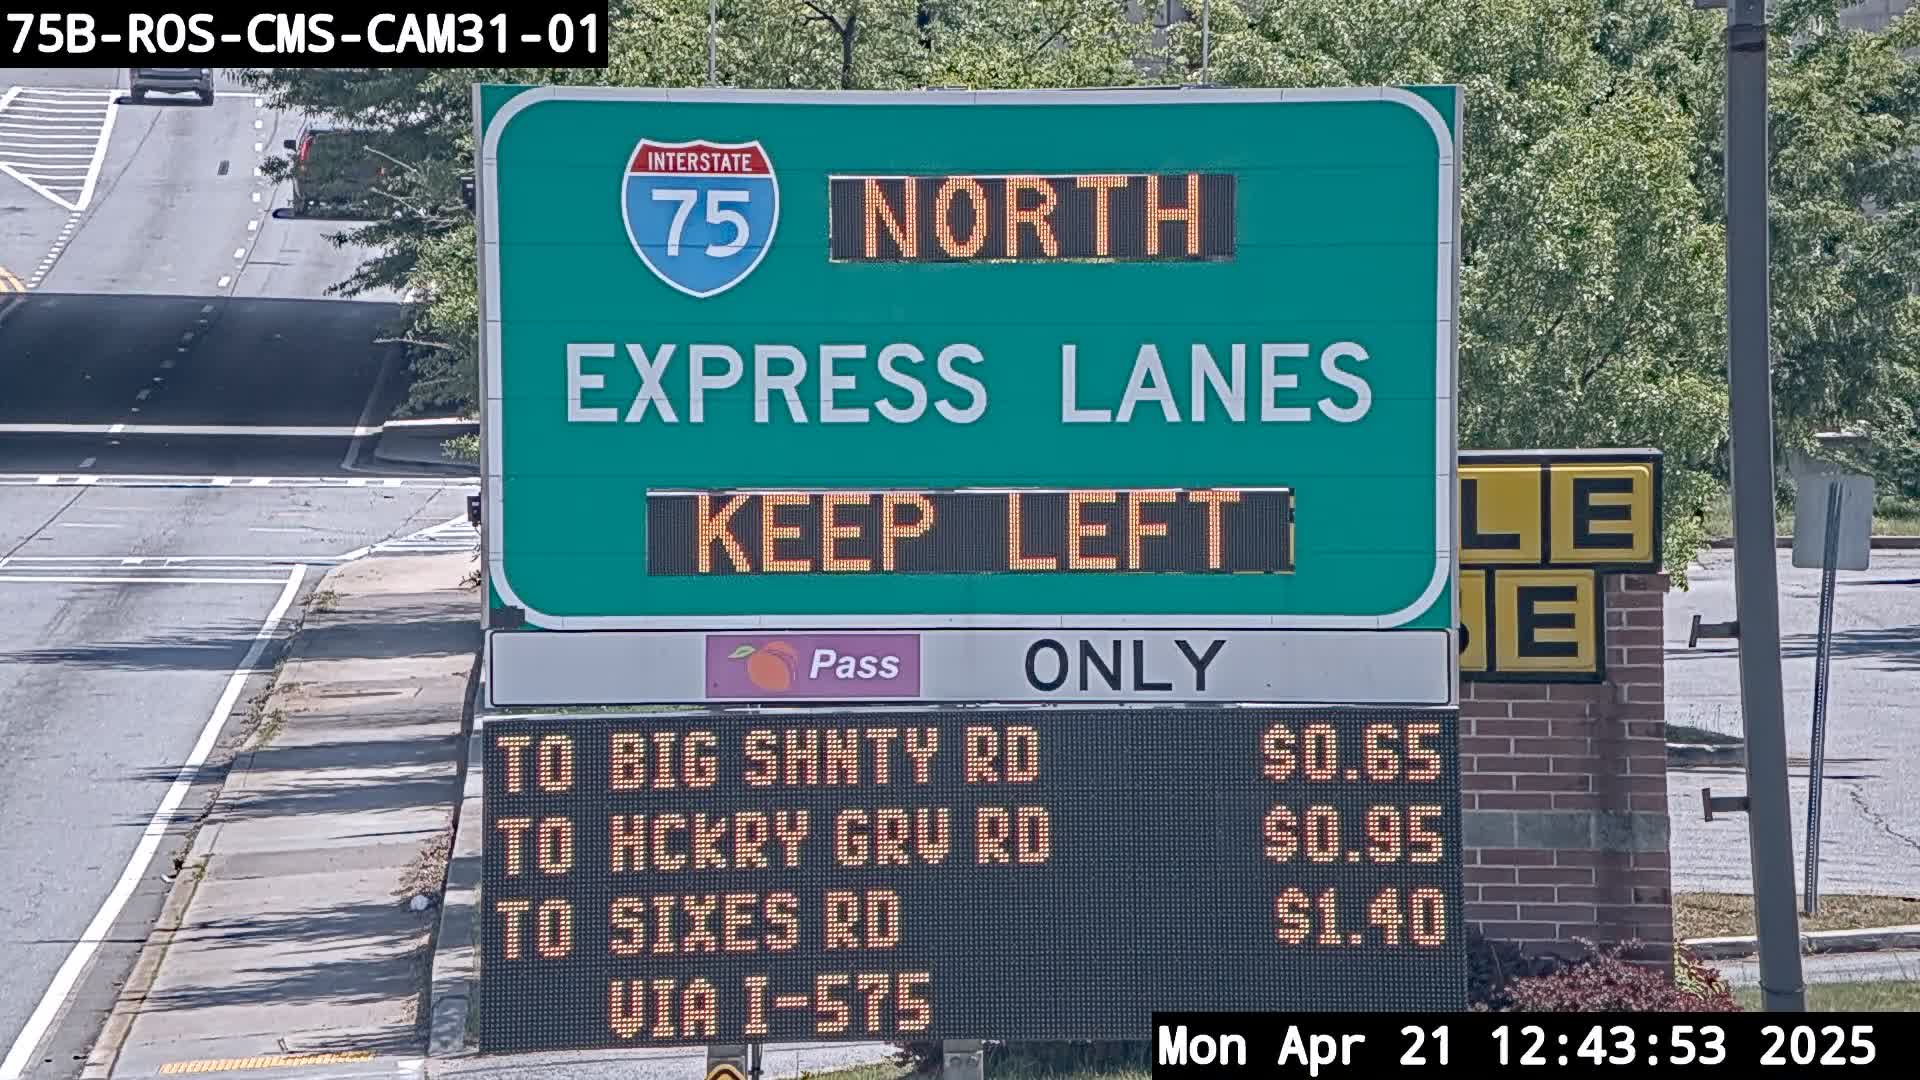 75B-ROS-CMS-CAM31-01
INTERSTATE
75
NORTH
EXPRESS LANES
KEEP LEFT
Pass ONLY
TO BIG SHNTY RD $0.65
TO HCKRY GRV RD $0.95
TO SIXES RD $1.40
VIA I-575
LE
E
Mon Apr 21 12:43:53 2025